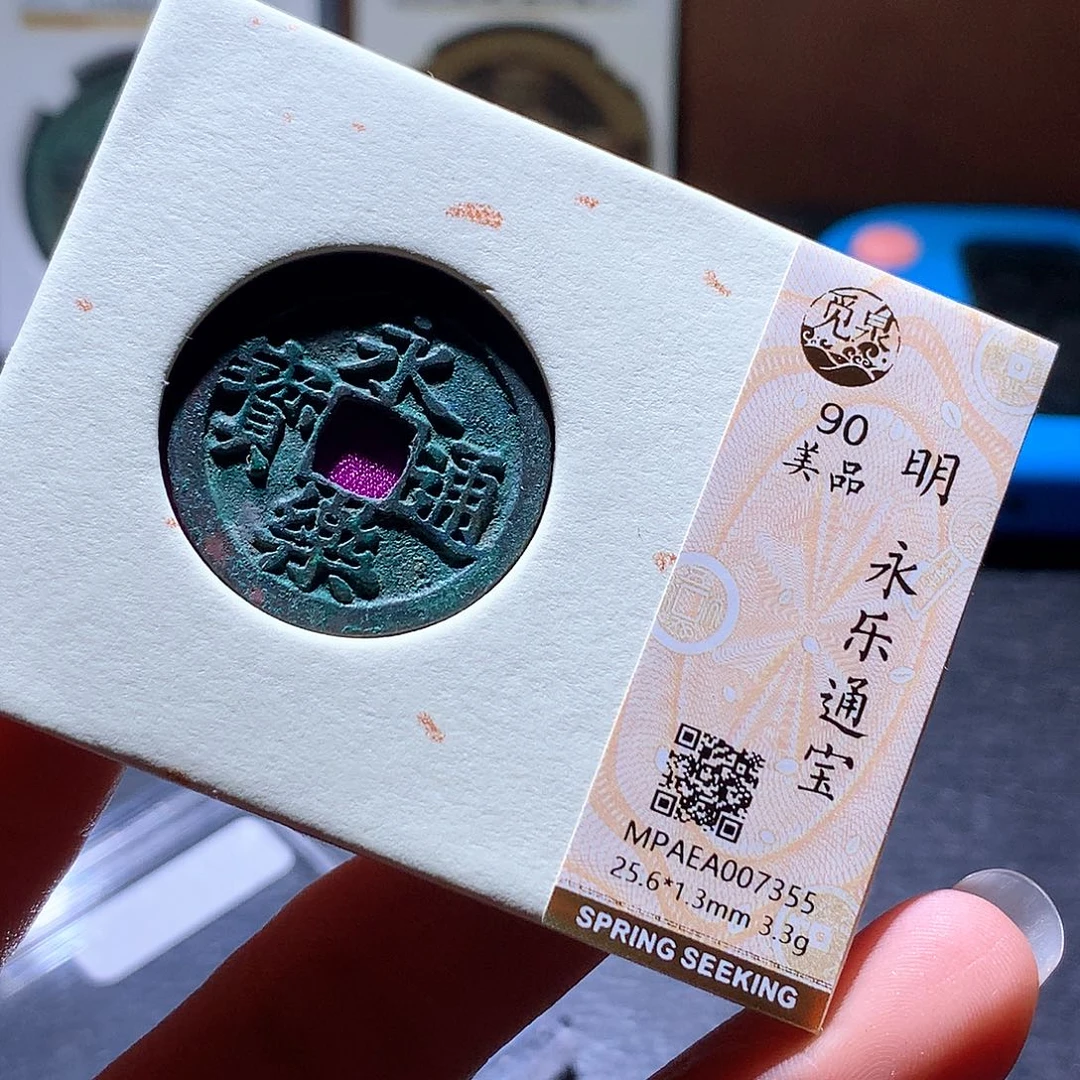 永樂通寶
觅泉
90
美品
明
永乐通宝
MPAEA007355
25.6*1.3mm 3.3g
SPRING SEEKING